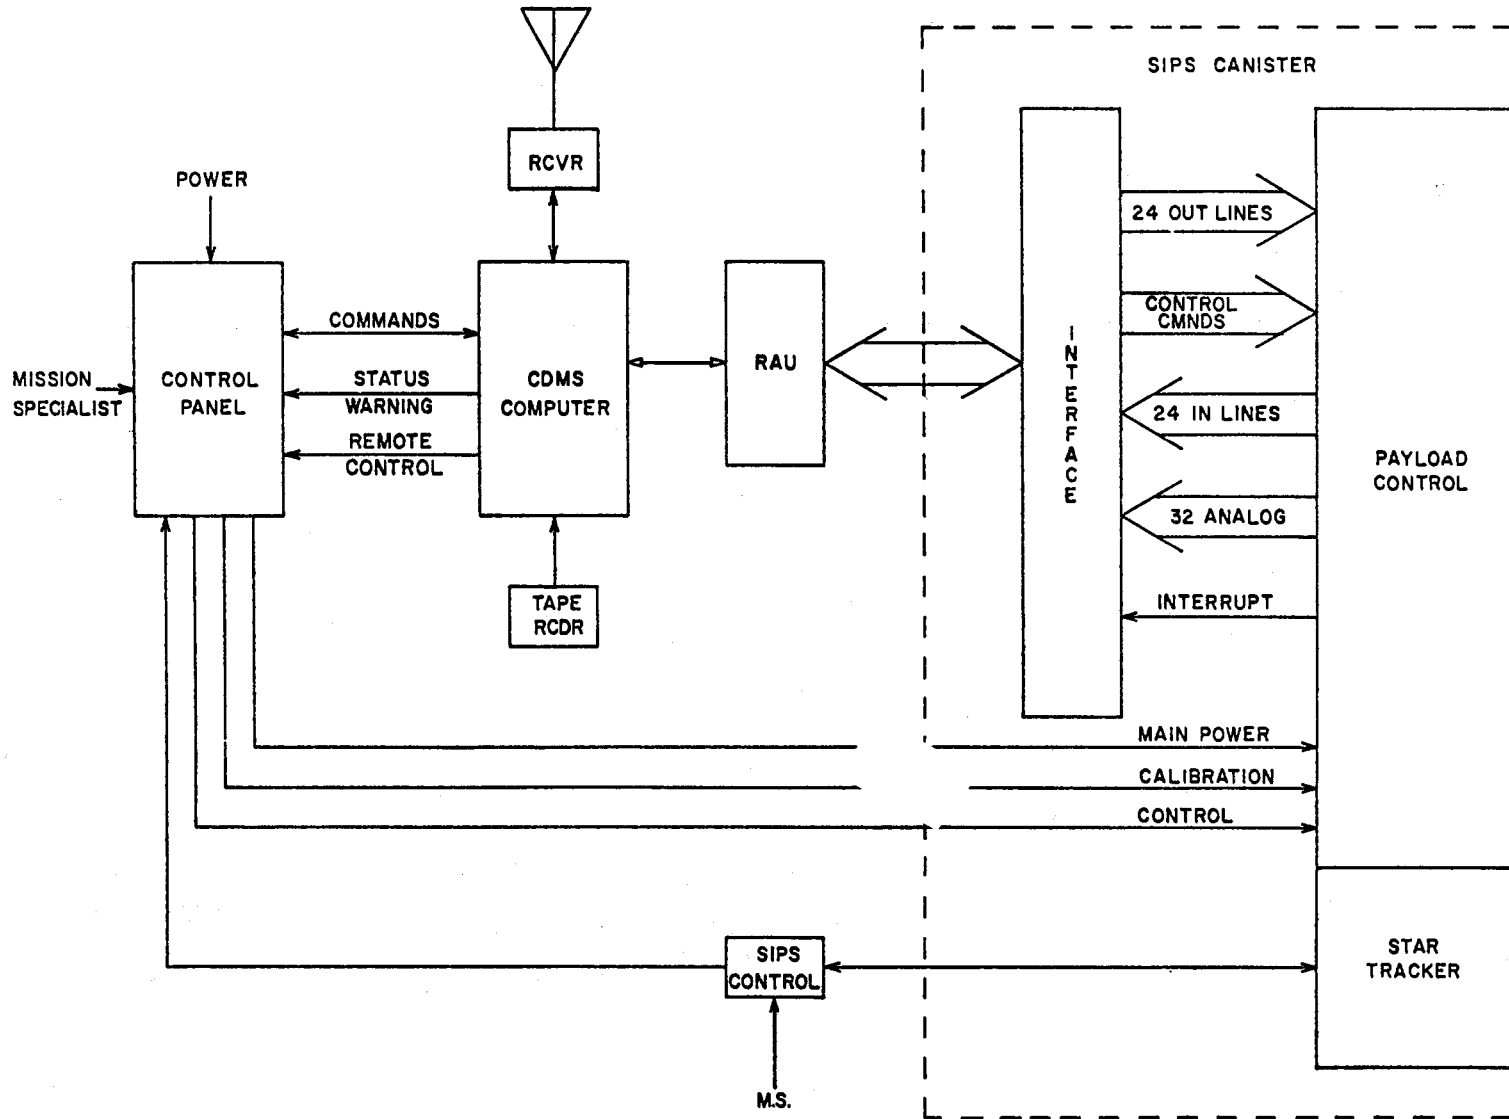 SIPS CANISTER
RCVR
POWER
24 OUT LINES
CONTROL
CMNDS
COMMANDS
MISSION
SPECIALIST
CONTROL
PANEL
STATUS
WARNING
CDMS
COMPUTER
RAU
INTERFACE
24 IN LINES
REMOTE
CONTROL
PAYLOAD
CONTROL
32 ANALOG
TAPE
RCDR
INTERRUPT
MAIN POWER
CALIBRATION
CONTROL
SIPS
CONTROL
STAR
TRACKER
M.S.